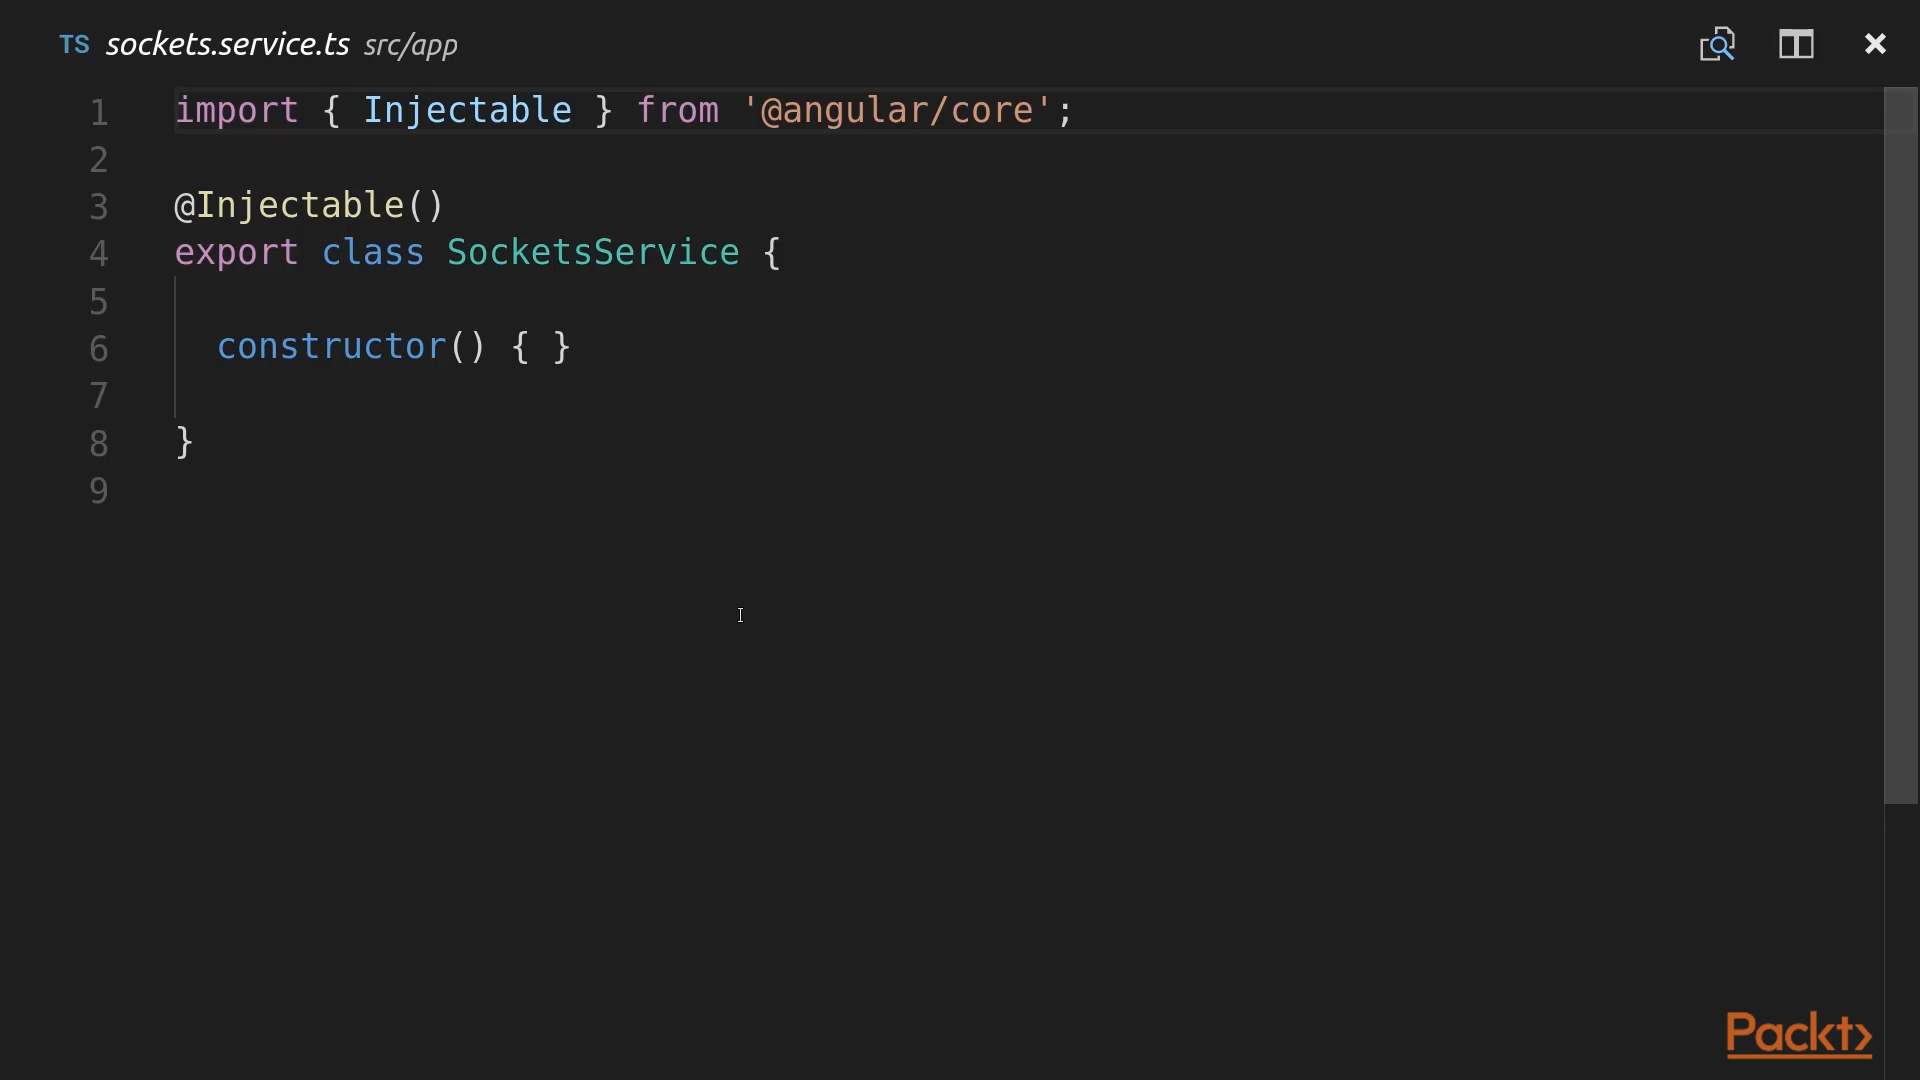 TS sockets.service.ts src/app
1 import { Injectable } from '@angular/core';
2
3 @Injectable()
4 export class SocketsService {
5
6 constructor() { }
7
8 }
9
Packt